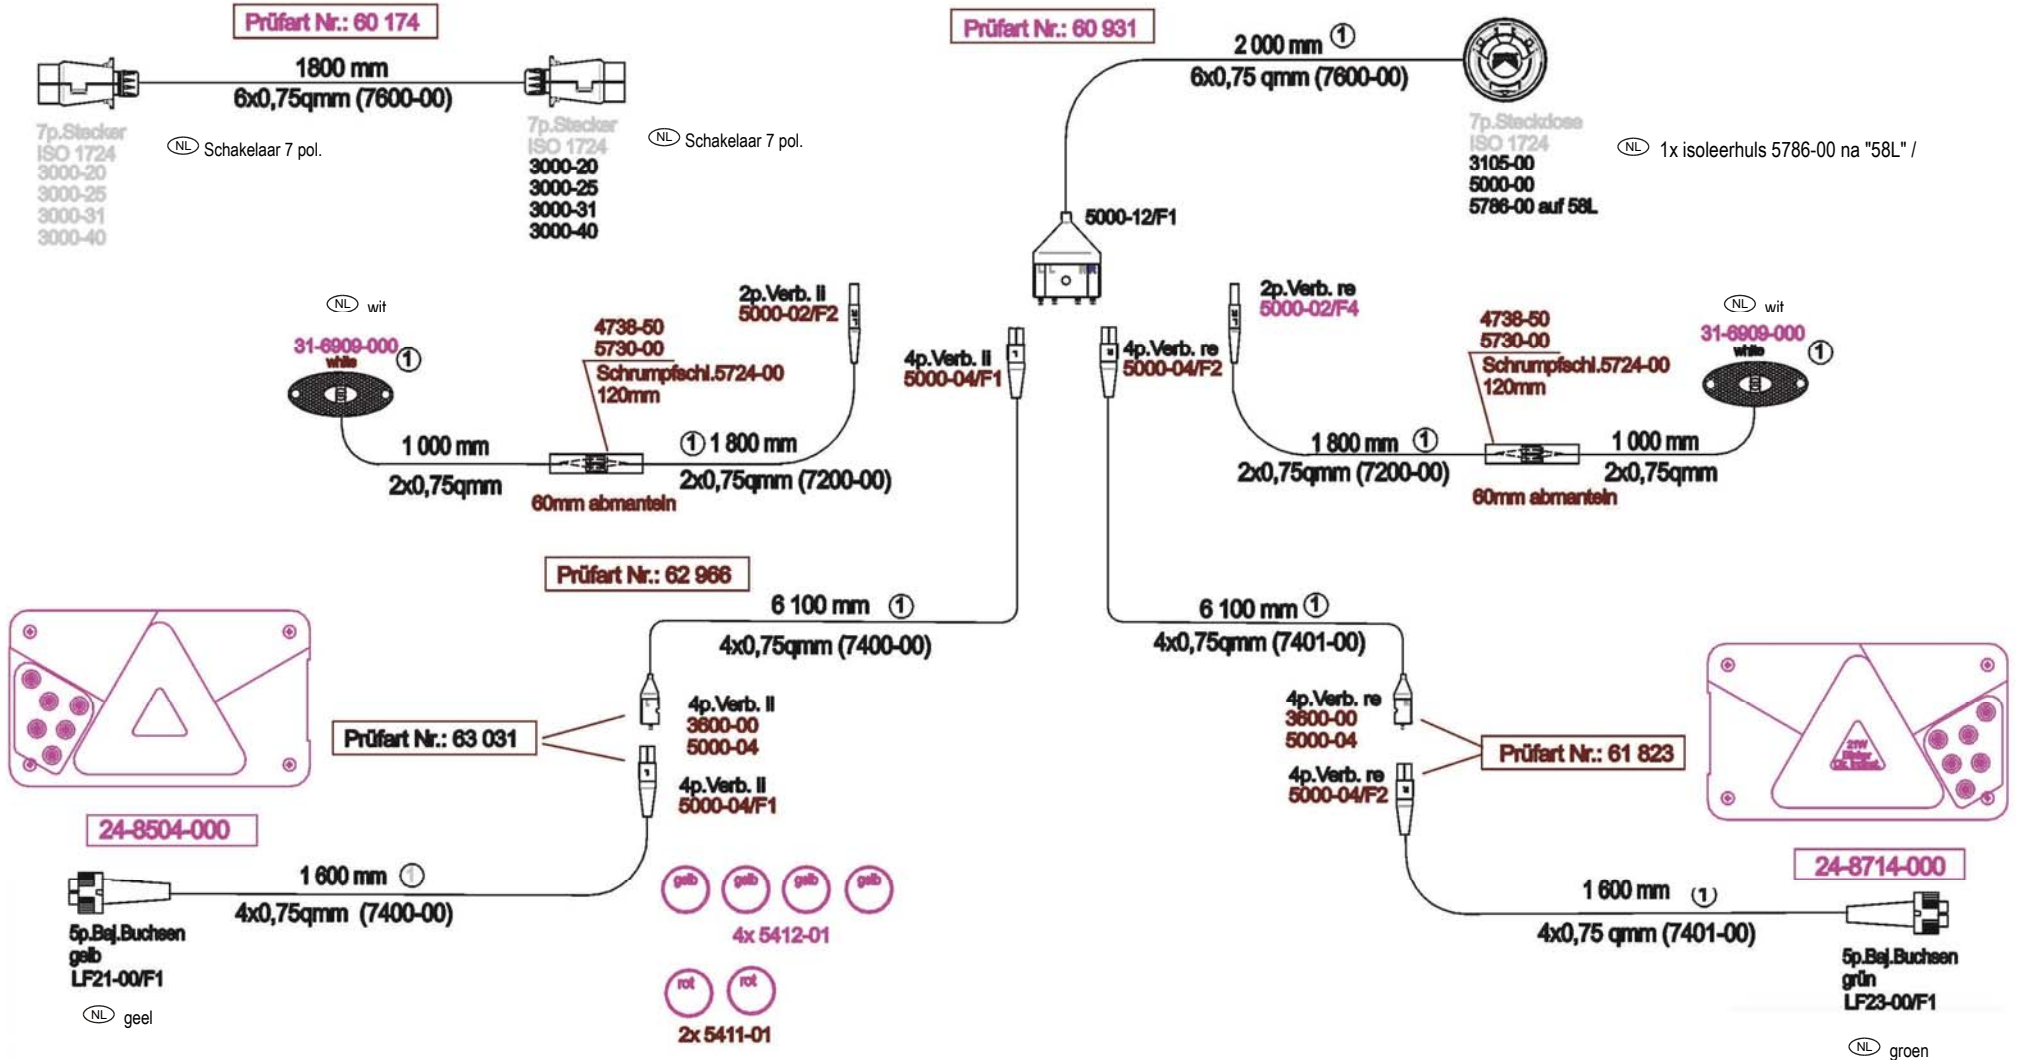 Prüfart Nr.: 60 174
1800 mm
6x0,75qmm (7600-00)
7p.Stecker
ISO 1724
3000-20
3000-25
3000-31
3000-40
NL Schakelaar 7 pol.
7p.Stecker
ISO 1724
3000-20
3000-25
3000-31
3000-40
NL Schakelaar 7 pol.
Prüfart Nr.: 60 931
2 000 mm 1
6x0,75 qmm (7600-00)
7p.Steckdose
ISO 1724
3105-00
5000-00
5786-00 auf 58L
NL 1x isoleerhuls 5786-00 na "58L" /
5000-12/F1
L L R R
NL wit
31-6909-000
white
1
1 000 mm
2x0,75qmm
4738-50
5730-00
Schrumpfschl.5724-00
120mm
60mm abmanteln
2p.Verb. li
5000-02/F2
1 1 800 mm
2x0,75qmm (7200-00)
4p.Verb. li
5000-04/F1
L
R
4p.Verb. re
5000-04/F2
2p.Verb. re
5000-02/F4
1 800 mm 1
2x0,75qmm (7200-00)
4738-50
5730-00
Schrumpfschl.5724-00
120mm
60mm abmanteln
1 000 mm
2x0,75qmm
NL wit
31-6909-000
white
1
Prüfart Nr.: 62 966
6 100 mm 1
4x0,75qmm (7400-00)
6 100 mm 1
4x0,75qmm (7401-00)
Prüfart Nr.: 63 031
4p.Verb. li
3600-00
5000-04
4p.Verb. li
5000-04/F1
4p.Verb. re
3600-00
5000-04
4p.Verb. re
5000-04/F2
R
Prüfart Nr.: 61 823
21W
24-8504-000
1 600 mm 1
4x0,75qmm (7400-00)
5p.Baj.Buchsen
gelb
LF21-00/F1
NL geel
gelb gelb gelb gelb
4x 5412-01
rot rot
2x 5411-01
24-8714-000
1 600 mm 1
4x0,75 qmm (7401-00)
5p.Baj.Buchsen
grün
LF23-00/F1
NL groen